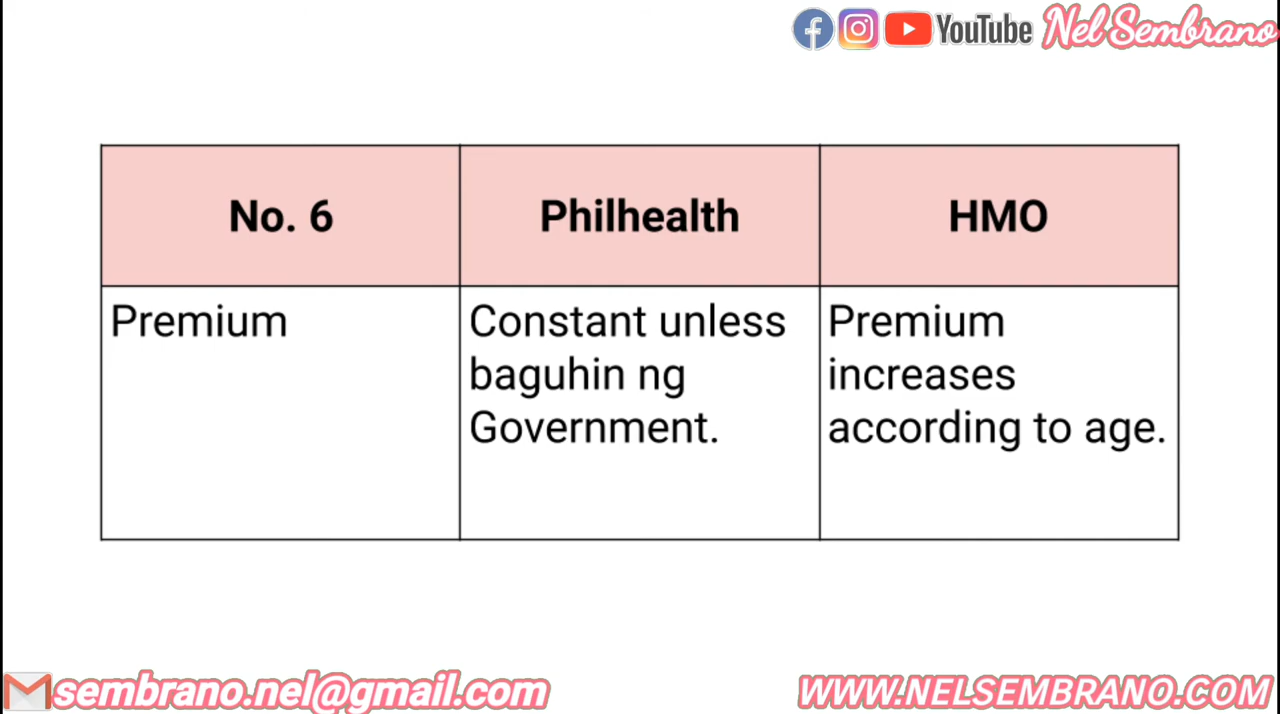 YouTube Nel Sembrano
No. 6
Philhealth
HMO
Premium
Constant unless
baguhin ng
Government.
Premium
increases
according to age.
sembrano.nel@gmail.com
WWW.NELSEMBRANO.COM